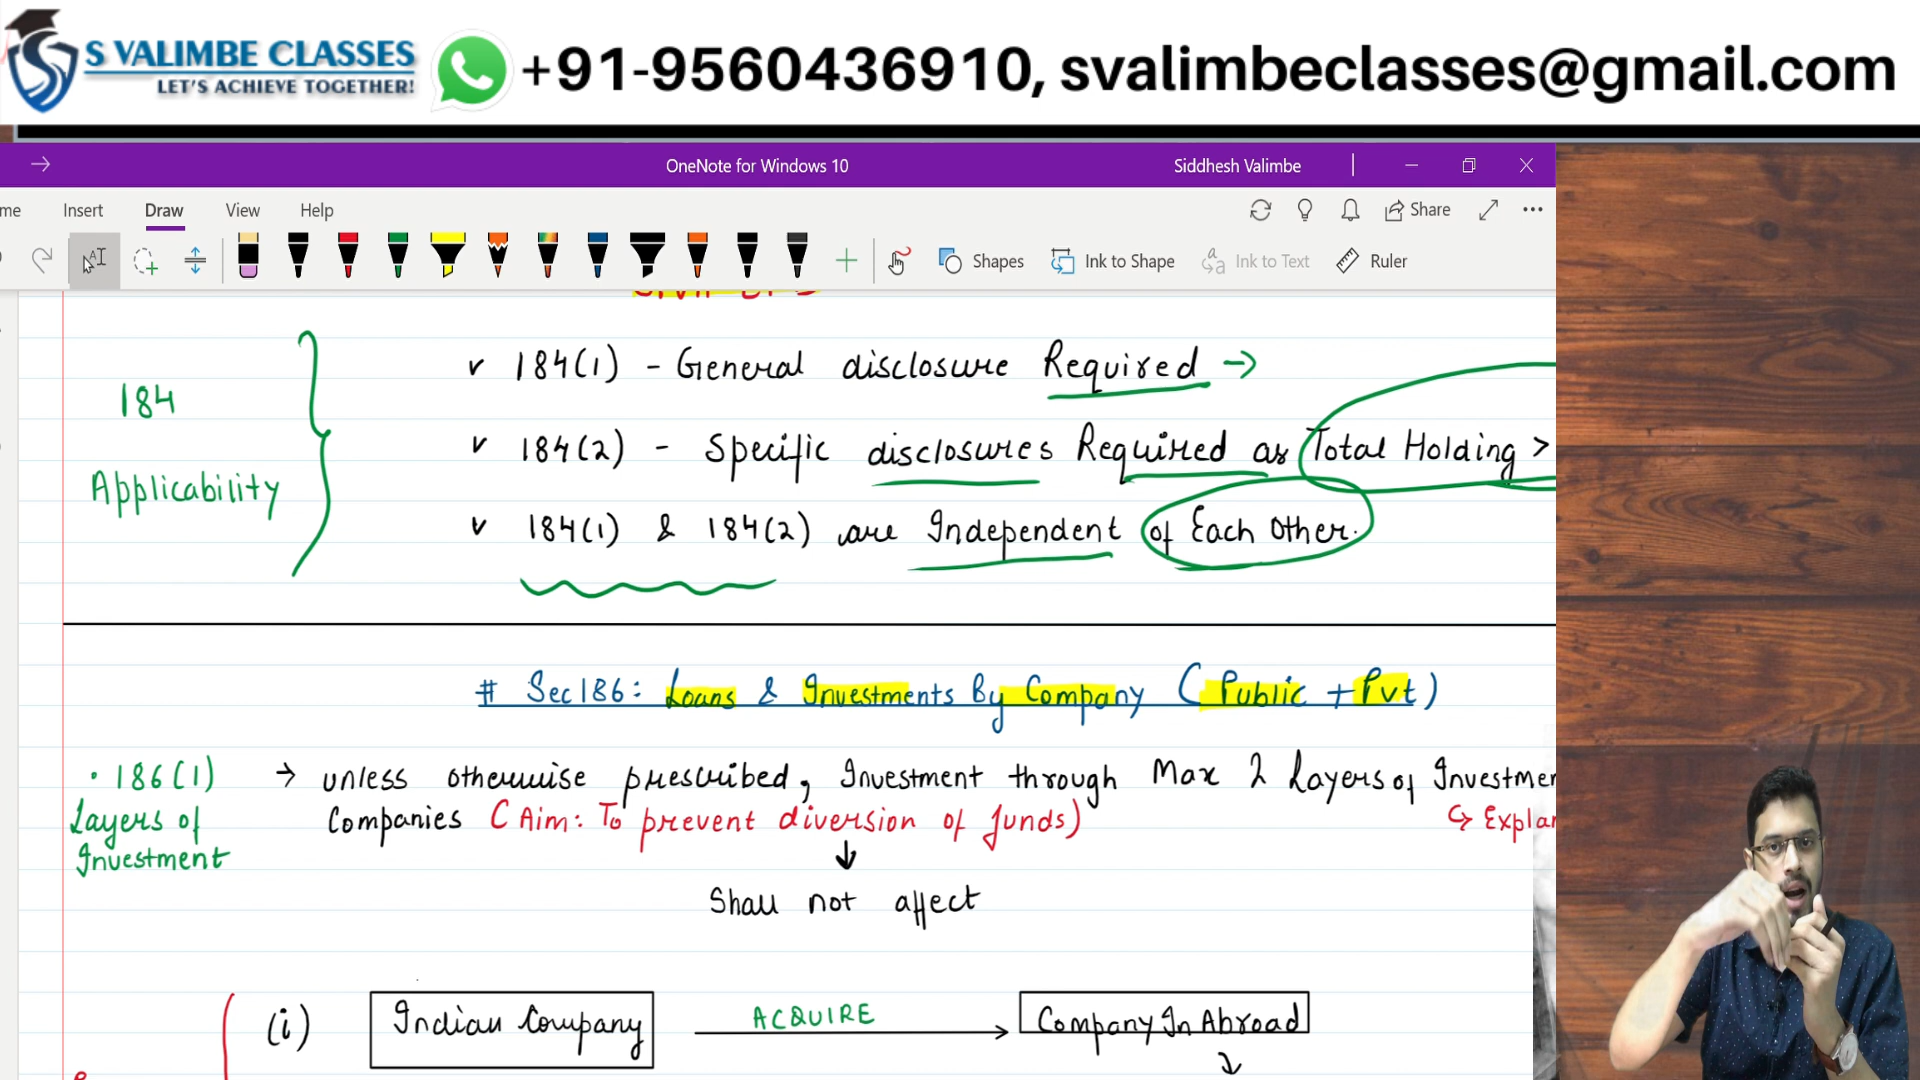 S VALIMBE CLASSES
LET'S ACHIEVE TOGETHER!
+91-9560436910, svalimbeclasses@gmail.com
OneNote for Windows 10
Siddhesh Valimbe
me Insert Draw View Help
Share
Shapes
Ink to Shape
Ink to Text
Ruler
184
Applicability
v 184(1) - General disclosure Required →
v 184(2) - Specific disclosures Required as Total Holding >
v 184(1) & 184(2) are Independent of Each Other.
# Sec 186: Loans & Investments By Company (Public + Pvt)
· 186(1)
Layers of
Investment
→ unless otherwise prescribed, Investment through Max 2 Layers of Investmen
Companies (Aim: To prevent diversion of funds)
↳ Explan
↓
Shall not affect
(i) Indian Company
ACQUIRE
Company In Abroad